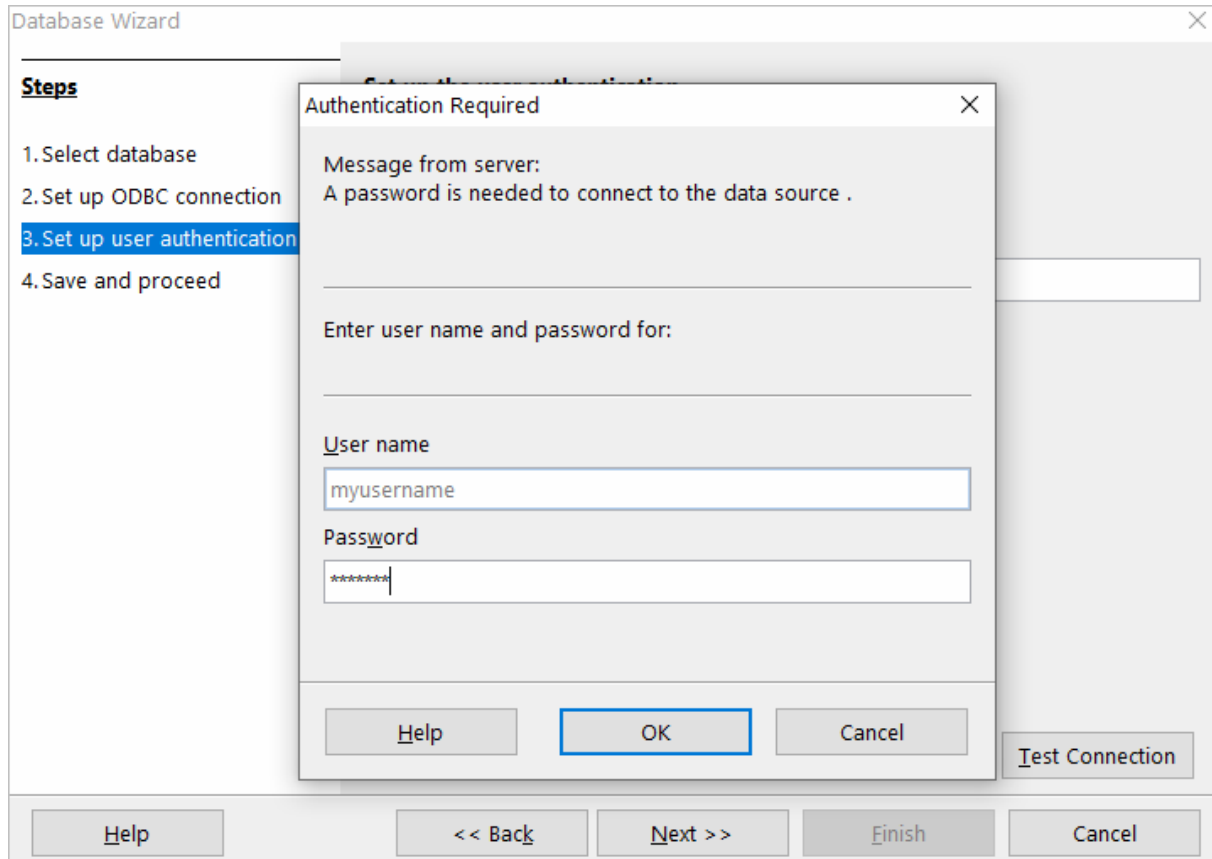 Database Wizard
Steps
1. Select database
2. Set up ODBC connection
3. Set up user authentication
4. Save and proceed
Authentication Required
Message from server:
A password is needed to connect to the data source .
Enter user name and password for:
User name
myusername
Password
*******
Help
OK
Cancel
Test Connection
Help
<< Back
Next >>
Finish
Cancel